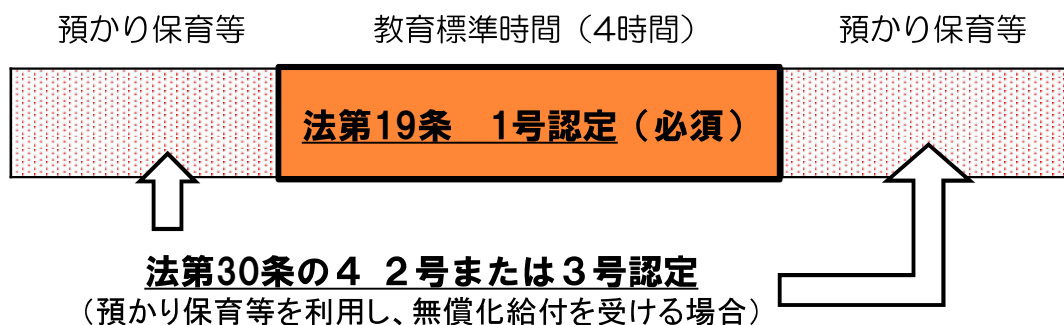 預かり保育等 教育標準時間（4時間） 預かり保育等
法第19条　1号認定（必須）
法第30条の４ ２号または３号認定
（預かり保育等を利用し、無償化給付を受ける場合）